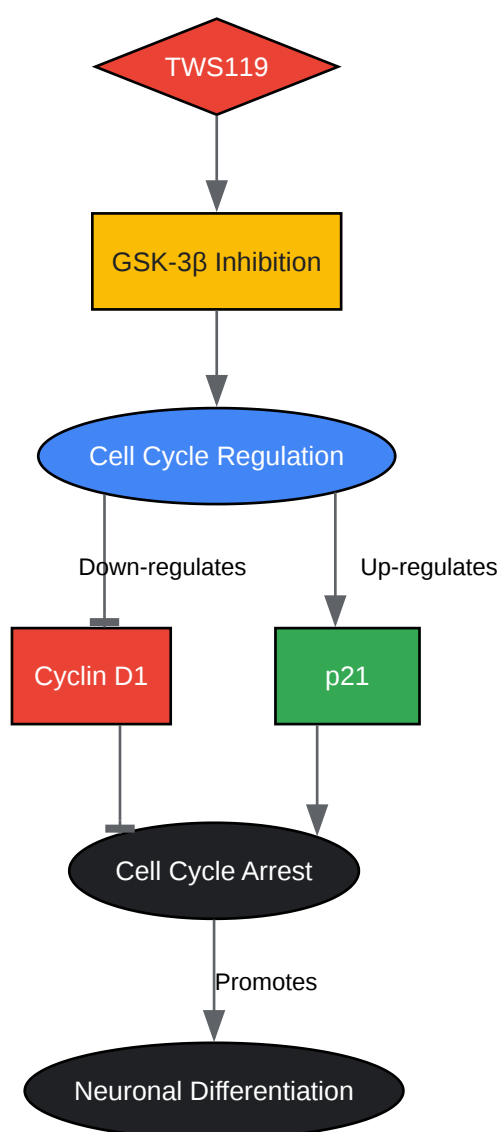 TWS119
GSK-3β Inhibition
Cell Cycle Regulation
Down-regulates
Up-regulates
Cyclin D1
p21
Cell Cycle Arrest
Promotes
Neuronal Differentiation